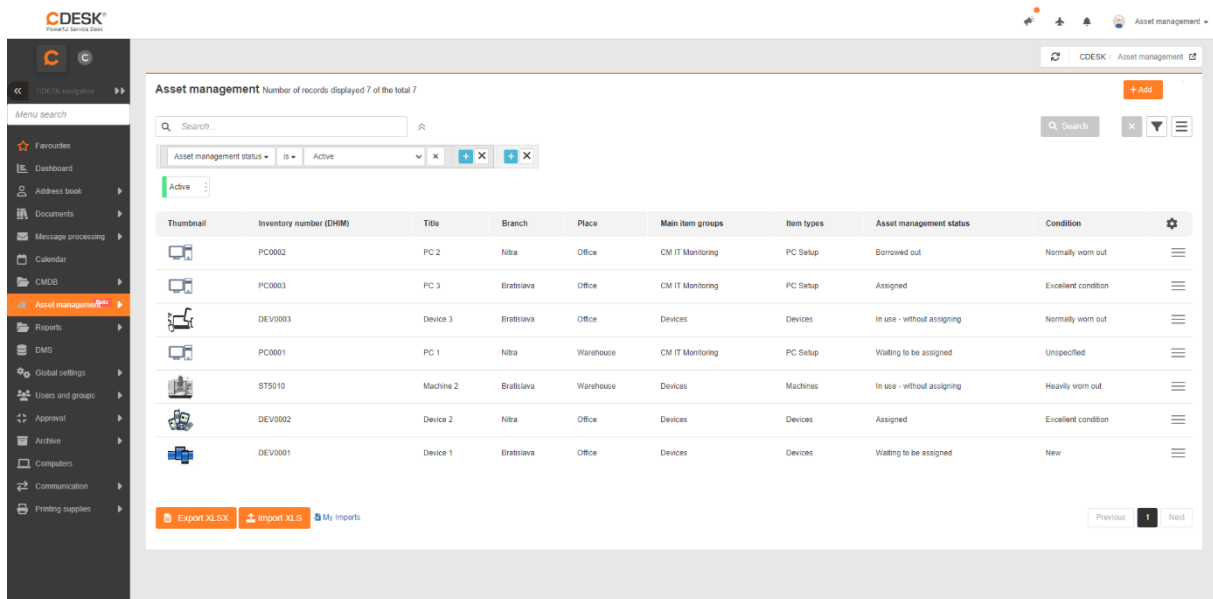 CDESK®
Powerful Service Desk
Asset management
C
CDESK navigation
CDESK / Asset management
Menu search
Asset management Number of records displayed 7 of the total 7
+ Add
Search...
Search
Asset management status is Active
Active
Favourites
Dashboard
Address book
Documents
Message processing
Calendar
CMDB
Asset management Beta
Reports
DMS
Global settings
Users and groups
Approval
Archive
Computers
Communication
Printing supplies
Thumbnail Inventory number (DHIM) Title Branch Place Main item groups Item types Asset management status Condition
PC0002 PC 2 Nitra Office CM IT Monitoring PC Setup Borrowed out Normally worn out
PC0003 PC 3 Bratislava Office CM IT Monitoring PC Setup Assigned Excellent condition
DEV0003 Device 3 Bratislava Office Devices Devices In use - without assigning Normally worn out
PC0001 PC 1 Nitra Warehouse CM IT Monitoring PC Setup Waiting to be assigned Unspecified
ST5010 Machine 2 Bratislava Warehouse Devices Machines In use - without assigning Heavily worn out
DEV0002 Device 2 Nitra Office Devices Devices Assigned Excellent condition
DEV0001 Device 1 Bratislava Office Devices Devices Waiting to be assigned New
Export XLSX Import XLS My Imports
Previous 1 Next